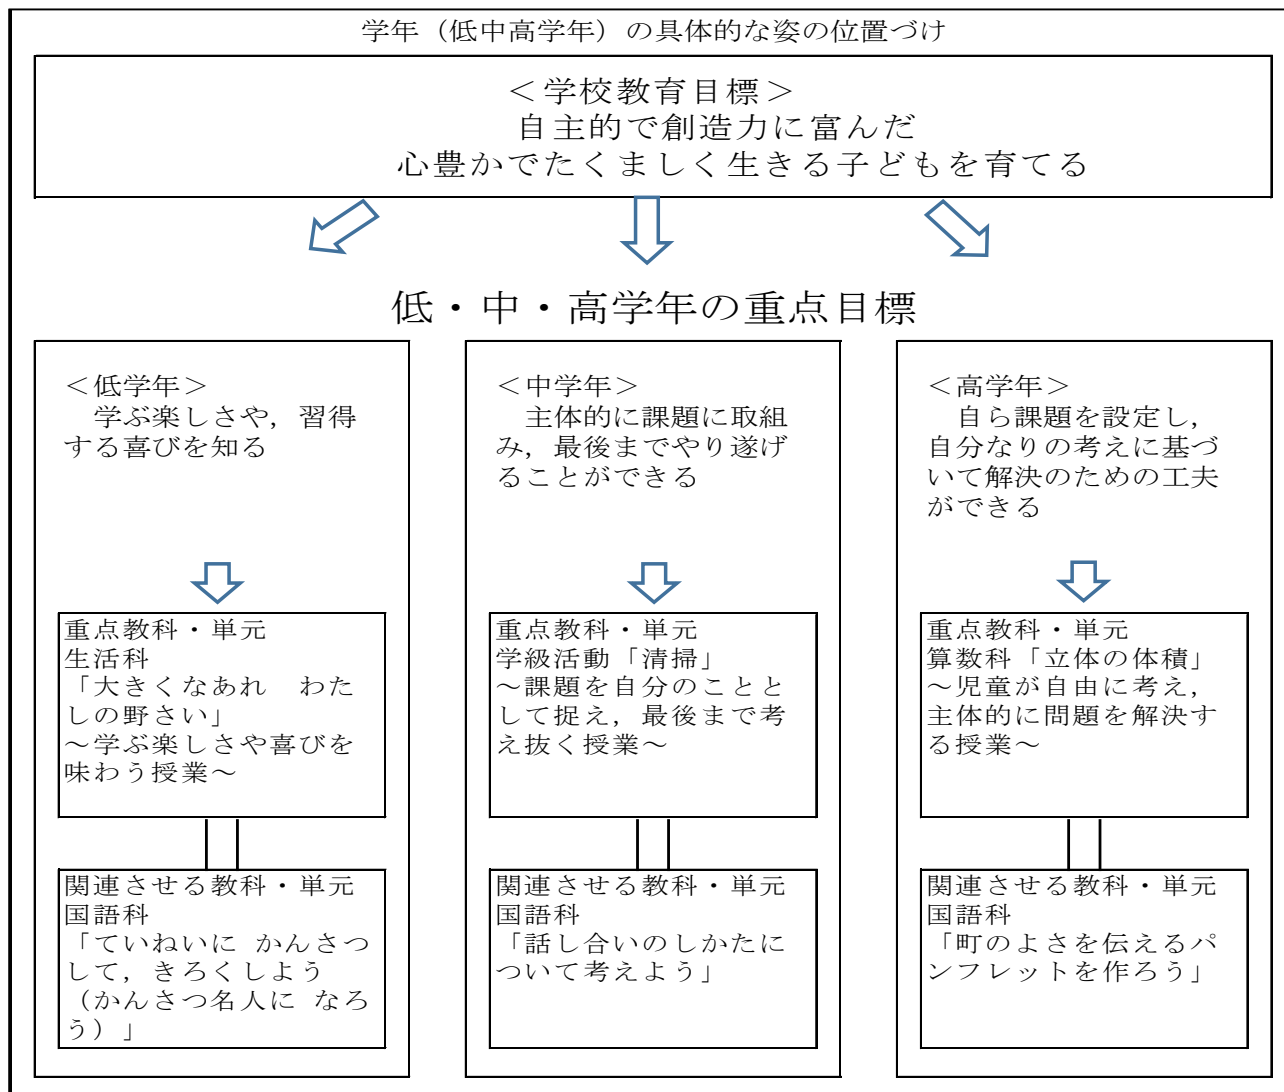 学年（低中高学年）の具体的な姿の位置づけ
＜学校教育目標＞
自主的で創造力に富んだ
心豊かでたくましく生きる子どもを育てる
低・中・高学年の重点目標
＜低学年＞
学ぶ楽しさや，習得
する喜びを知る
重点教科・単元
生活科
「大きくなあれ　わた
しの野さい」
～学ぶ楽しさや喜びを
味わう授業～
関連させる教科・単元
国語科
「ていねいに かんさつ
して，きろくしよう
（かんさつ名人に なろ
う）」
＜中学年＞
主体的に課題に取組
み，最後までやり遂げ
ることができる
重点教科・単元
学級活動「清掃」
～課題を自分のことと
して捉え，最後まで考
え抜く授業～
関連させる教科・単元
国語科
「話し合いのしかたに
ついて考えよう」
＜高学年＞
自ら課題を設定し，
自分なりの考えに基づ
いて解決のための工夫
ができる
重点教科・単元
算数科「立体の体積」
～児童が自由に考え，
主体的に問題を解決す
る授業～
関連させる教科・単元
国語科
「町のよさを伝えるパ
ンフレットを作ろう」